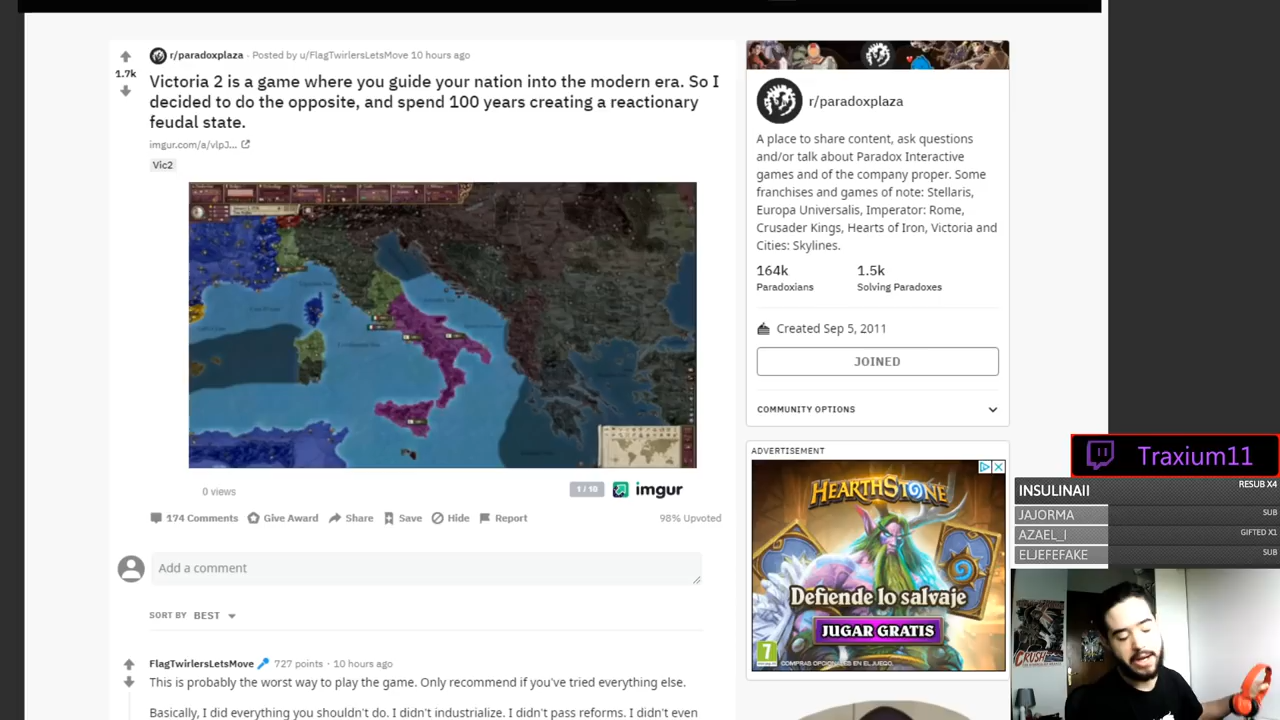 r/paradoxplaza · Posted by u/FlagTwirlersLetsMove 10 hours ago
1.7k
Victoria 2 is a game where you guide your nation into the modern era. So I
decided to do the opposite, and spend 100 years creating a reactionary
feudal state.
imgur.com/a/vlpJ...
Vic2
0 views
1 / 10
imgur
174 Comments
Give Award
Share
Save
Hide
Report
98% Upvoted
Add a comment
SORT BY BEST
FlagTwirlersLetsMove 727 points · 10 hours ago
This is probably the worst way to play the game. Only recommend if you've tried everything else.
Basically, I did everything you shouldn't do. I didn't industrialize. I didn't pass reforms. I didn't even
r/paradoxplaza
A place to share content, ask questions
and/or talk about Paradox Interactive
games and of the company proper. Some
franchises and games of note: Stellaris,
Europa Universalis, Imperator: Rome,
Crusader Kings, Hearts of Iron, Victoria and
Cities: Skylines.
164k
Paradoxians
1.5k
Solving Paradoxes
Created Sep 5, 2011
JOINED
COMMUNITY OPTIONS
ADVERTISEMENT
HEARTHSTONE
Defiende lo salvaje
JUGAR GRATIS
7
COMPRAS OPCIONALES EN EL JUEGO.
Traxium11
INSULINAII RESUB X4
JAJORMA SUB
AZAEL_I GIFTED X1
ELJEFEFAKE SUB
CRUSH